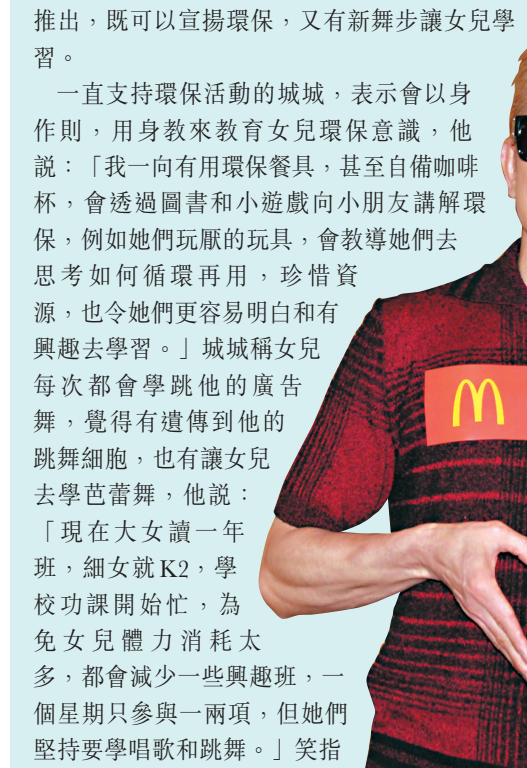 推出，既可以宣揚環保，又有新舞步讓女兒學
習。
一直支持環保活動的城城，表示會以身
作則，用身教來教育女兒環保意識，他
説：「我一向有用環保餐具，甚至自備咖啡
杯，會透過圖書和小遊戲向小朋友講解環
保，例如她們玩厭的玩具，會教導她們去
思考如何循環再用，珍惜資
源，也令她們更容易明白和有
興趣去學習。」城城稱女兒
每次都會學跳他的廣告
舞，覺得有遺傳到他的
跳舞細胞，也有讓女兒
去學芭蕾舞，他説：
「現在大女讀一年
班，細女就K2，學
校功課開始忙，為
免女兒體力消耗太
多，都會減少一些興趣班，一
個星期只參與一兩項，但她們
堅持要學唱歌和跳舞。」笑指